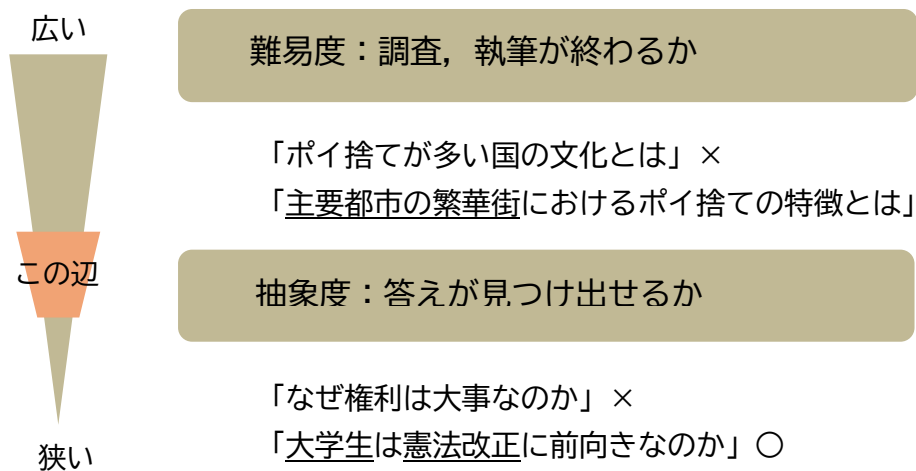 広い
難易度：調査，執筆が終わるか
「ポイ捨てが多い国の文化とは」×
「主要都市の繁華街におけるポイ捨ての特徴とは」
この辺
抽象度：答えが見つけ出せるか
「なぜ権利は大事なのか」×
「大学生は憲法改正に前向きなのか」〇
狭い